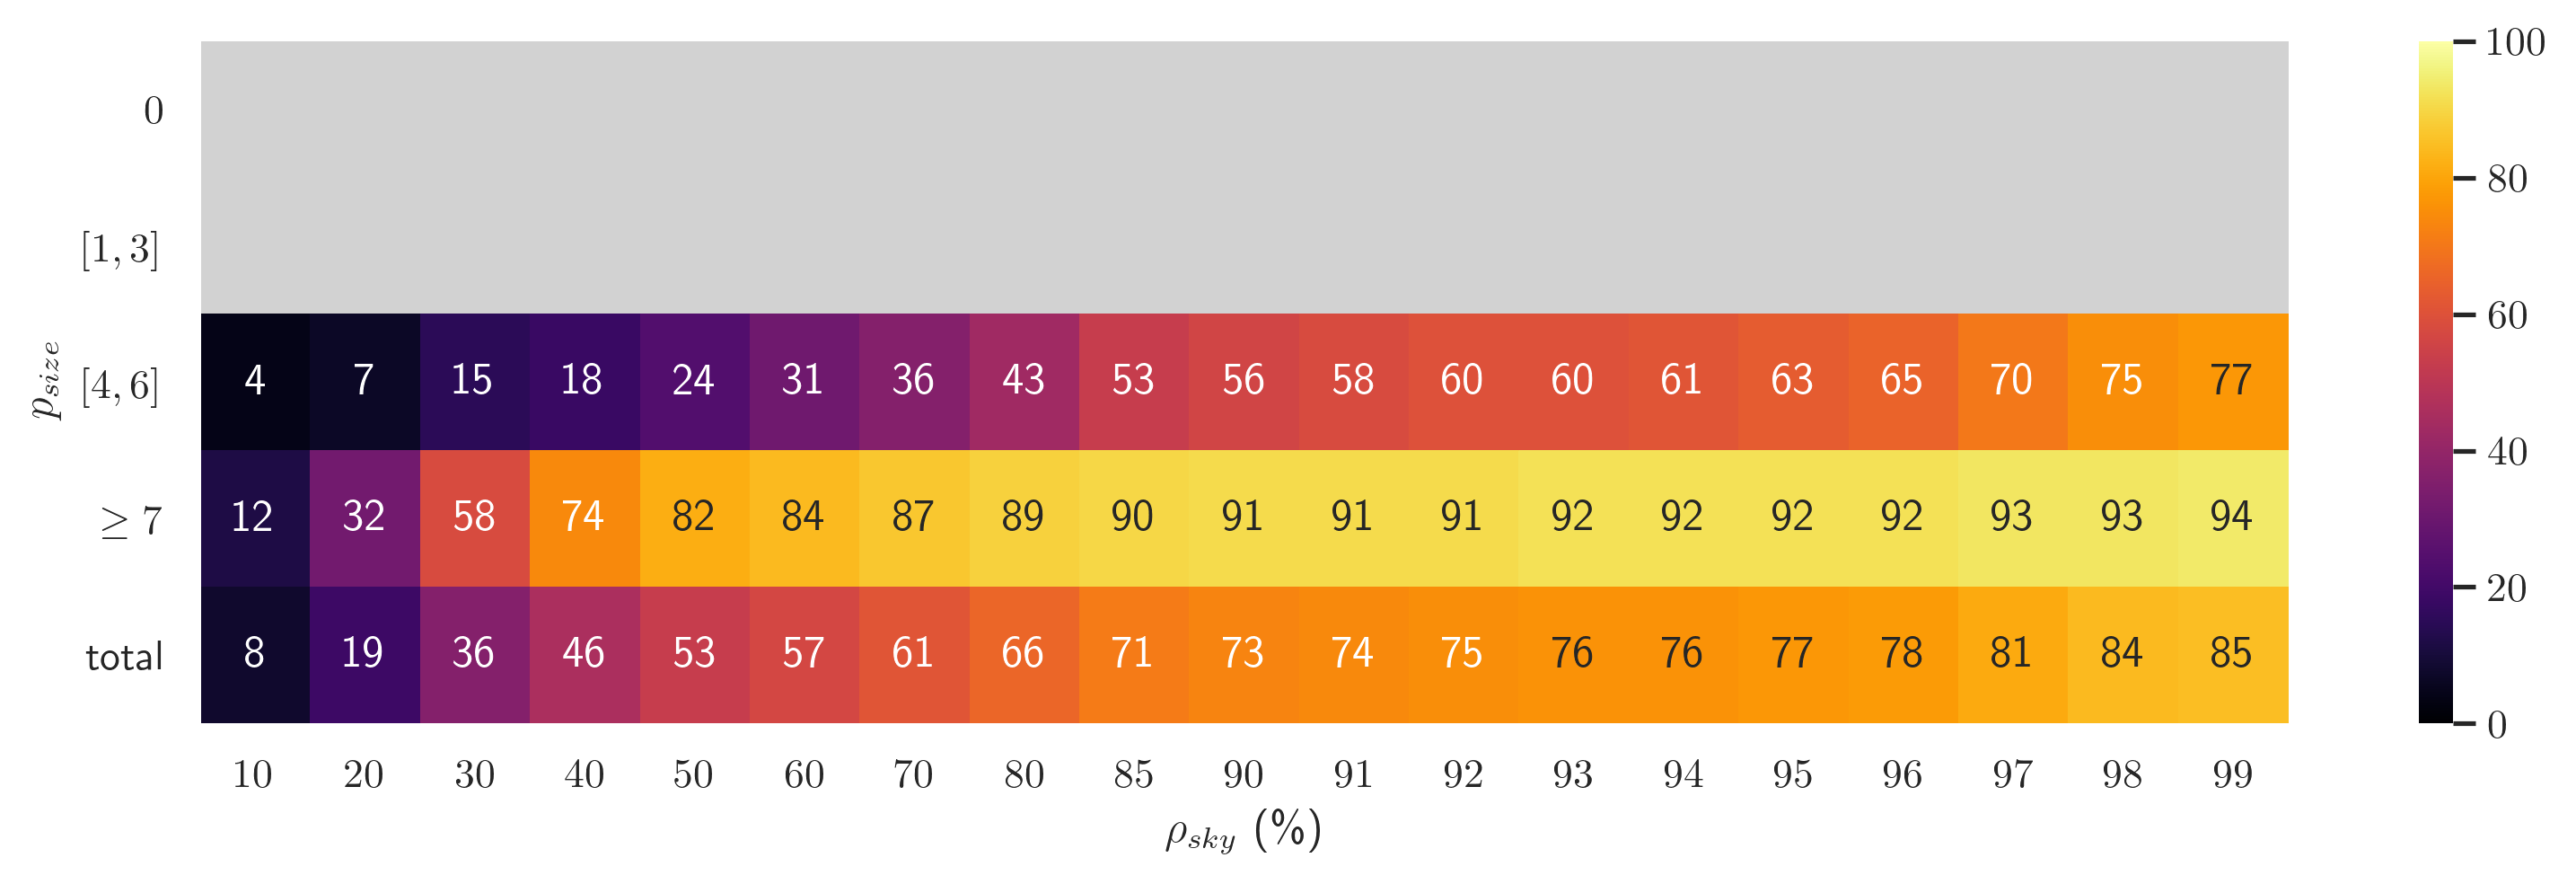 0
[1, 3]
[4, 6] 4 7 15 18 24 31 36 43 53 56 58 60 60 61 63 65 70 75 77
≥ 7 12 32 58 74 82 84 87 89 90 91 91 91 92 92 92 92 93 93 94
total 8 19 36 46 53 57 61 66 71 73 74 75 76 76 77 78 81 84 85
10 20 30 40 50 60 70 80 85 90 91 92 93 94 95 96 97 98 99
ρsky (%)
psize
100
80
60
40
20
0